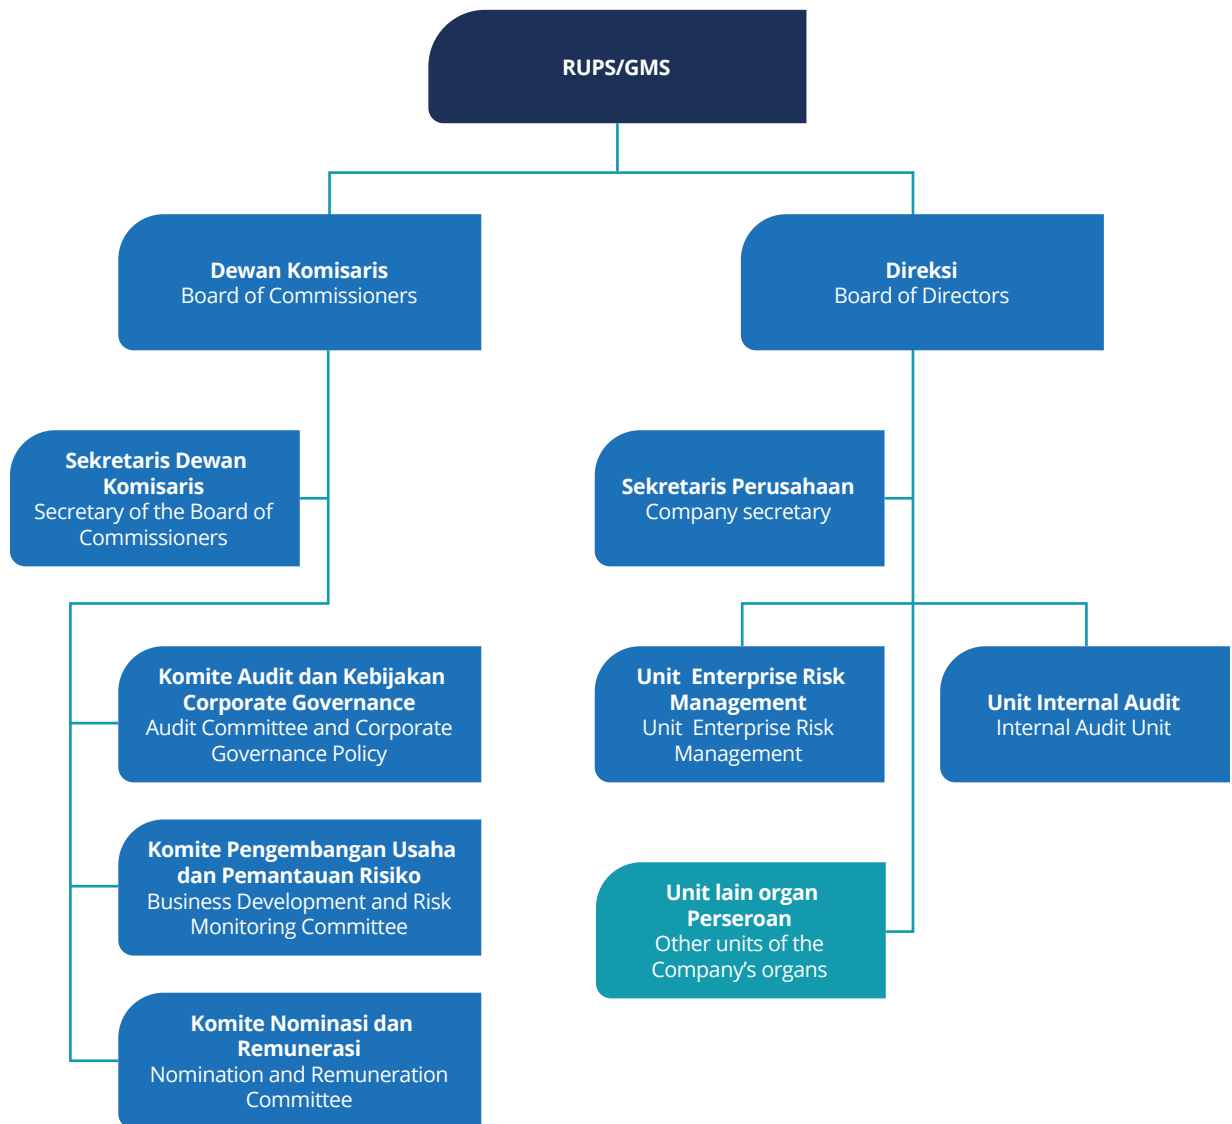 RUPS/GMS
Dewan Komisaris
Board of Commissioners
Direksi
Board of Directors
Sekretaris Dewan
Komisaris
Secretary of the Board of
Commissioners
Sekretaris Perusahaan
Company secretary
Komite Audit dan Kebijakan
Corporate Governance
Audit Committee and Corporate
Governance Policy
Unit Enterprise Risk
Management
Unit Enterprise Risk
Management
Unit Internal Audit
Internal Audit Unit
Komite Pengembangan Usaha
dan Pemantauan Risiko
Business Development and Risk
Monitoring Committee
Unit lain organ
Perseroan
Other units of the
Company’s organs
Komite Nominasi dan
Remunerasi
Nomination and Remuneration
Committee